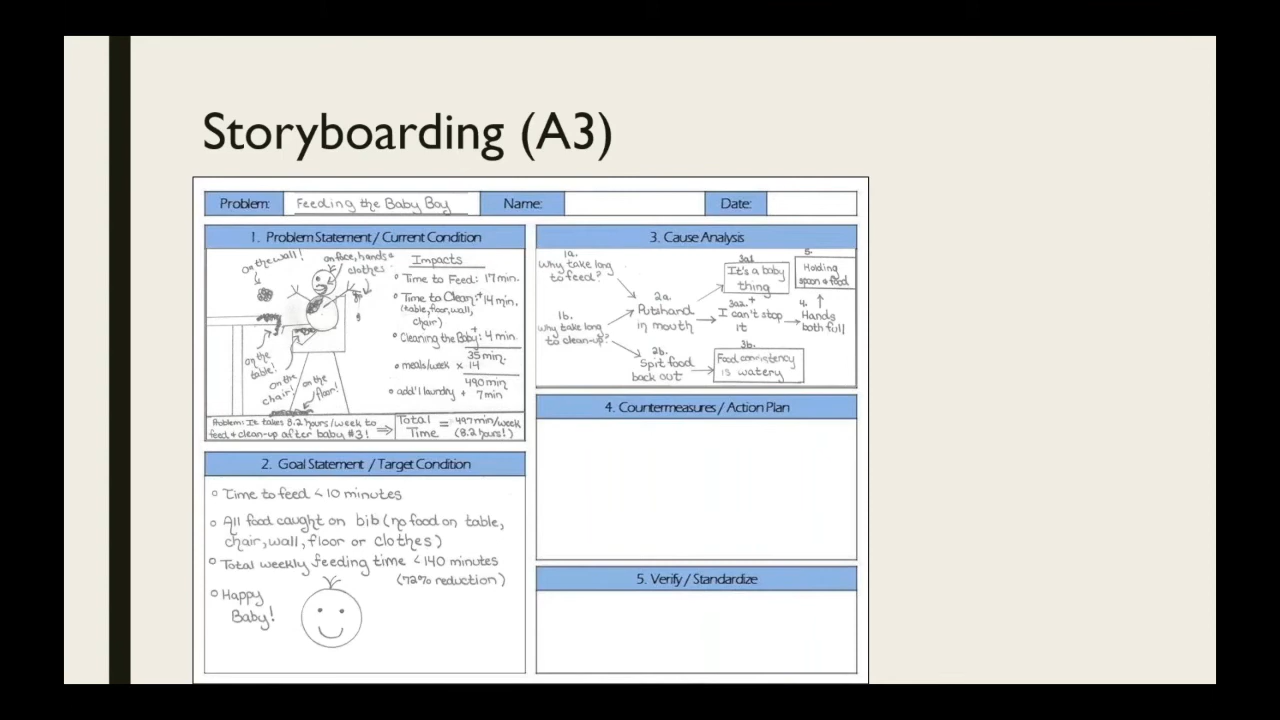 Storyboarding (A3)
Problem: Feeding the Baby Boy Name: Date:
1. Problem Statement / Current Condition
on the wall!
on face, hands +
clothes
on the
table!
on the
chair!
on the
floor!
Impacts
Time to Feed: 17 min.
Time to Clean: + 14 min.
(table, floor, wall,
chair)
Cleaning the Baby: + 4 min.
35 min.
meals/week x 14
490 min
add'l laundry + 7 min
Problem: It takes 8.2 hours/week to
feed + clean-up after baby #3!
Total = 497 min/week
Time (8.2 hours!)
2. Goal Statement / Target Condition
Time to feed < 10 minutes
All food caught on bib (no food on table,
chair, wall, floor or clothes)
Total weekly feeding time < 140 minutes
(72% reduction)
Happy
Baby!
3. Cause Analysis
1a.
Why take long
to feed?
1b.
Why take long
to clean-up?
2a.
Puts hand
in mouth
2b.
Spit food
back out
3a1
It's a baby
thing
3a2.
I can't stop
it
3b.
Food consistency
is watery
4.
Hands
both full
5.
Holding
spoon + food
4. Countermeasures / Action Plan
5. Verify / Standardize